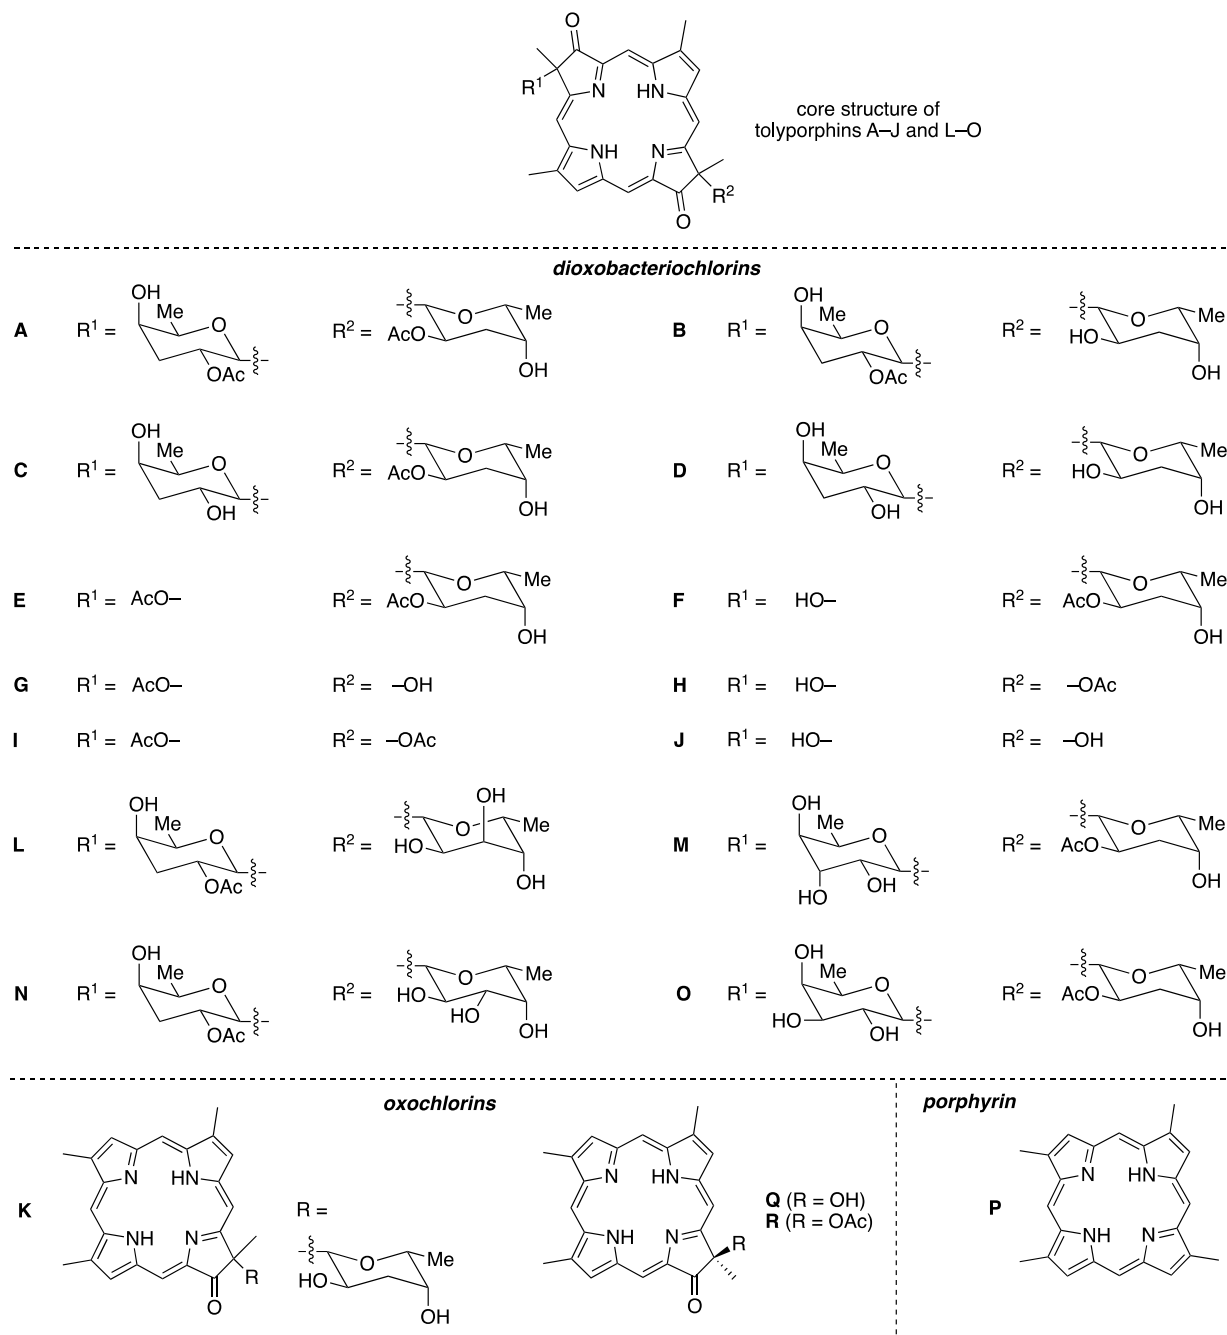 O
R¹
N
HN
NH
N
R²
O
core structure of
tolyporphins A–J and L–O
dioxobacteriochlorins
A R¹ = OH Me O OAc R² = O Me AcO OH
B R¹ = OH Me O OAc R² = O Me HO OH
C R¹ = OH Me O OH R² = O Me AcO OH
D R¹ = OH Me O OH R² = O Me HO OH
E R¹ = AcO– R² = O Me AcO OH
F R¹ = HO– R² = O Me AcO OH
G R¹ = AcO– R² = –OH
H R¹ = HO– R² = –OAc
I R¹ = AcO– R² = –OAc
J R¹ = HO– R² = –OH
L R¹ = OH Me O OAc R² = OH O Me HO OH
M R¹ = OH Me O HO OH R² = O Me AcO OH
N R¹ = OH Me O OAc R² = O Me HO HO OH
O R¹ = OH Me O HO OH R² = O Me AcO OH
oxochlorins
porphyrin
K
N HN
NH N
R
O
R =
O Me
HO
OH
N HN
NH N
R
O
Q (R = OH)
R (R = OAc)
P
N HN
NH N